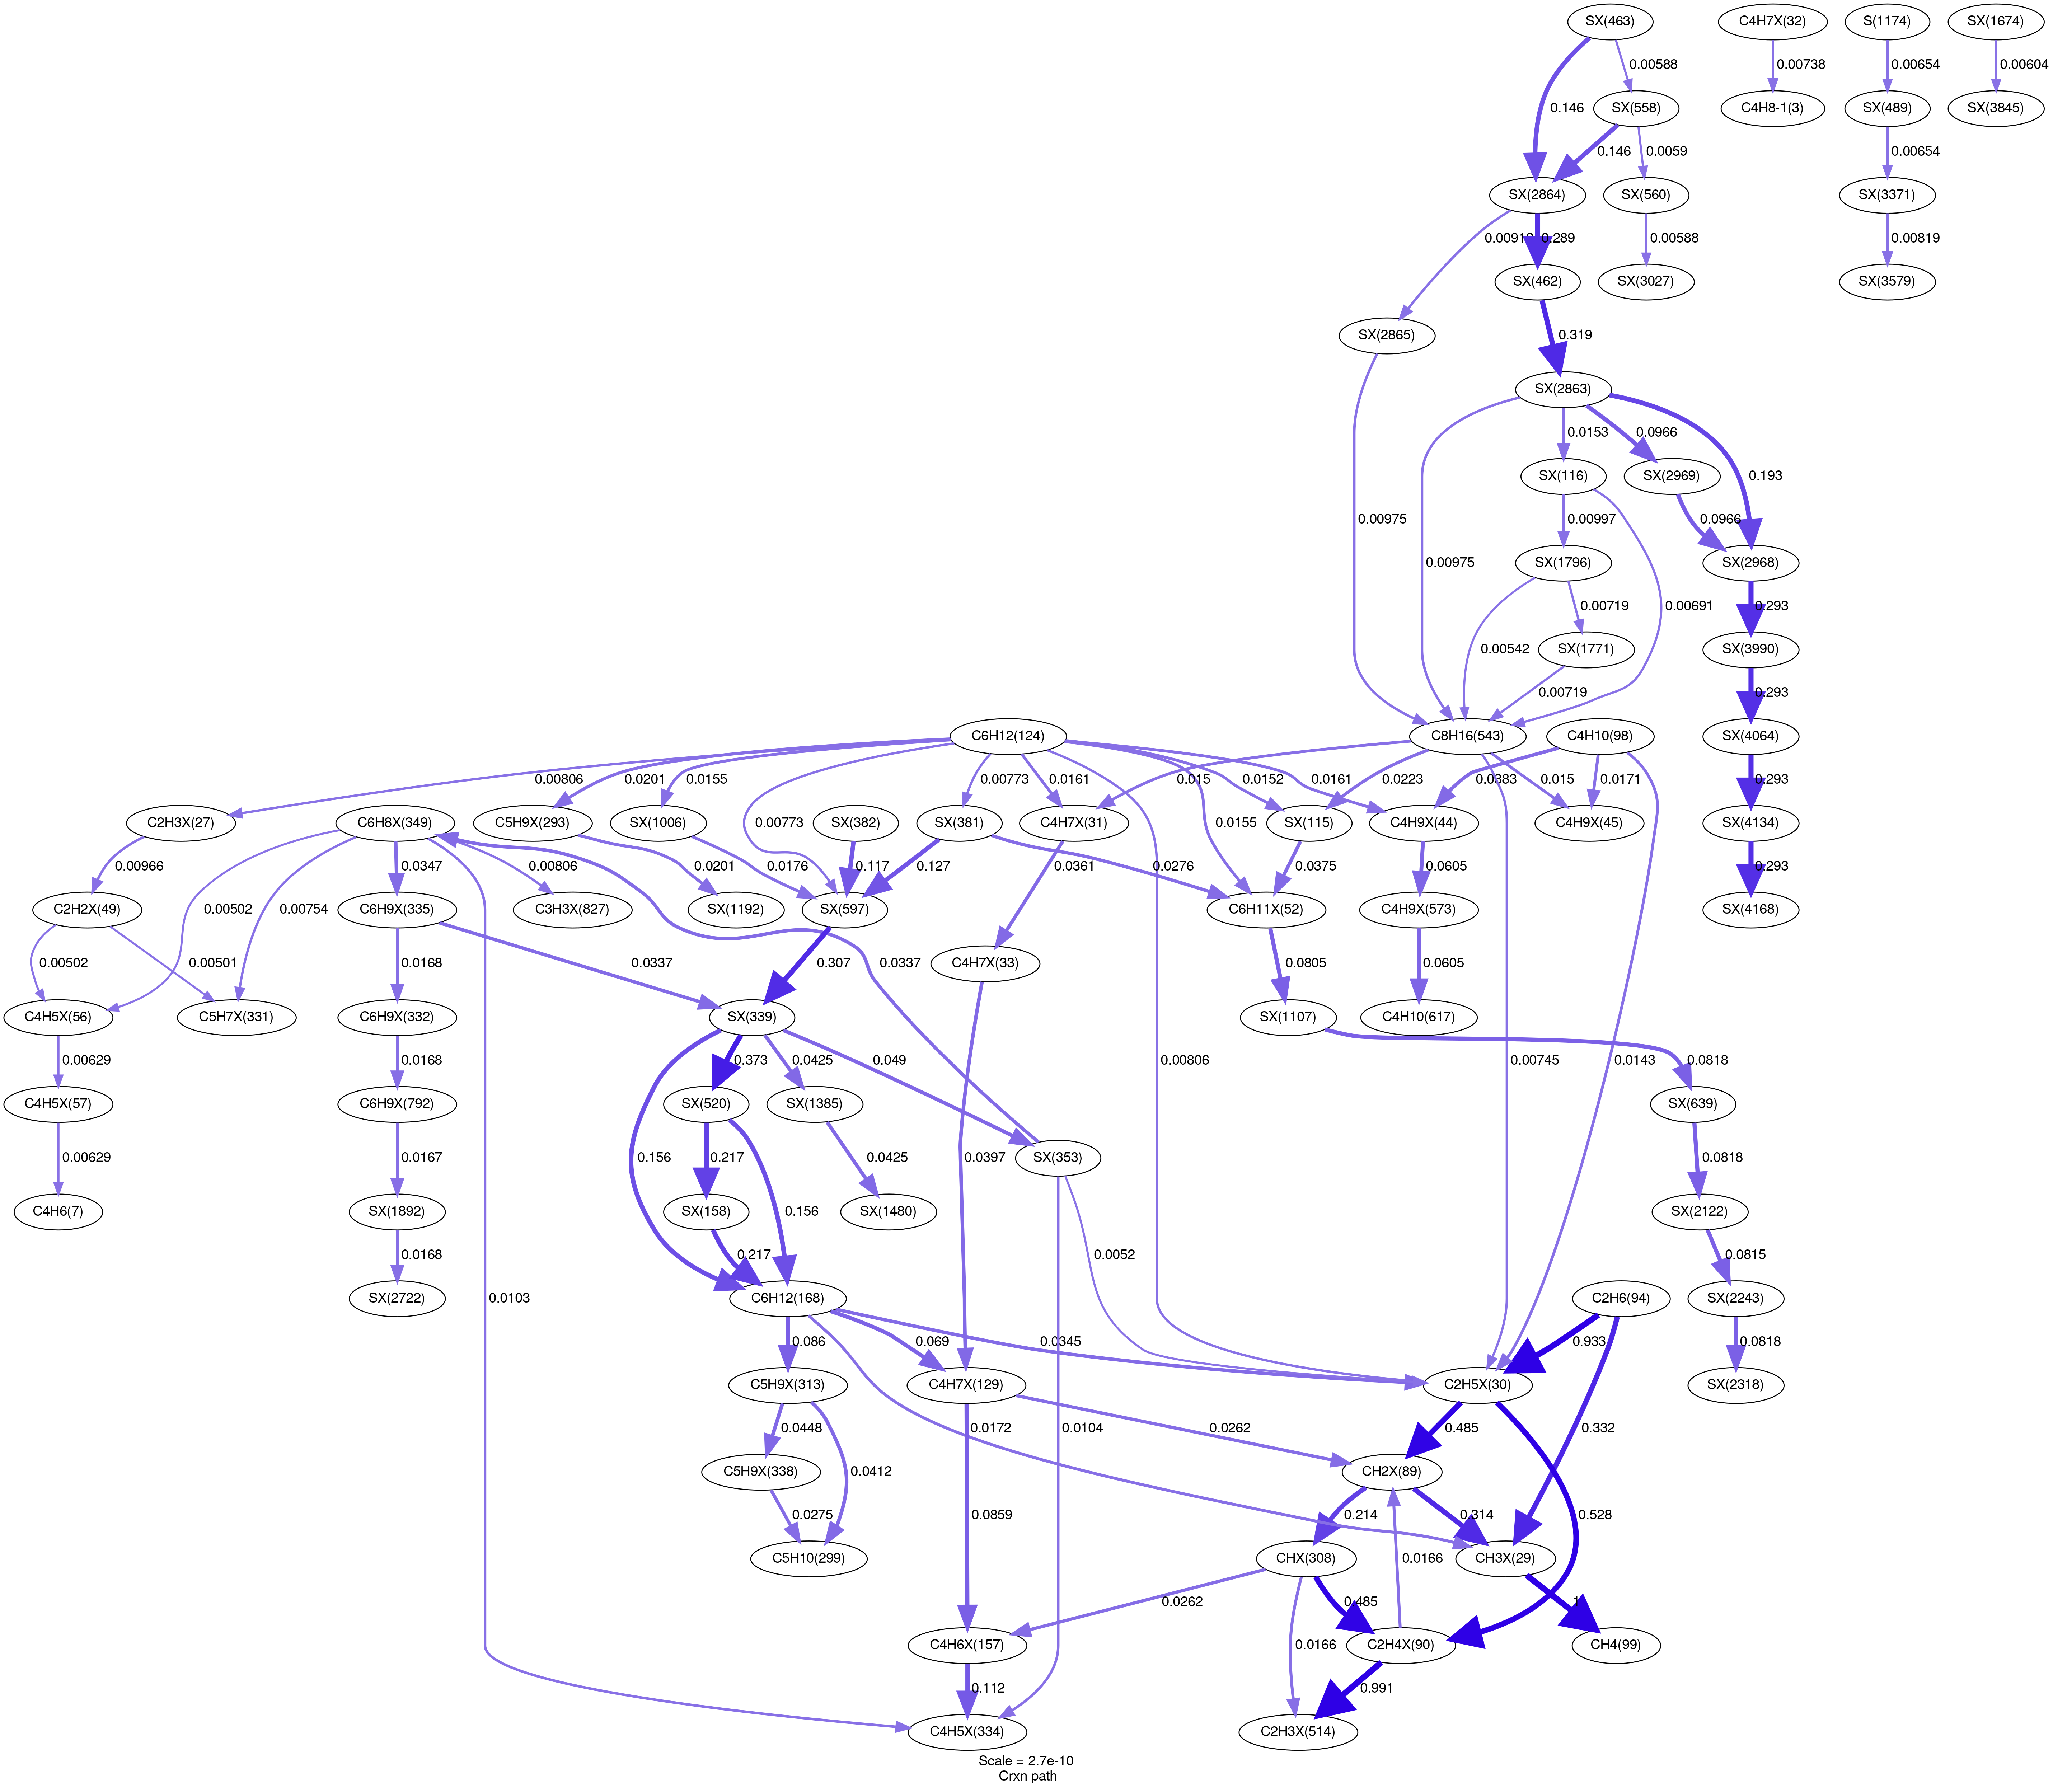 SX(463)
C4H7X(32)
S(1174)
SX(1674)
0.00588
0.00738
0.00654
0.00604
0.146
SX(558)
C4H8-1(3)
SX(489)
SX(3845)
0.146
0.0059
0.00654
SX(2864)
SX(560)
SX(3371)
0.289
0.00588
0.00819
SX(462)
SX(3027)
SX(3579)
SX(2865)
0.319
SX(2863)
0.0153
0.0966
SX(116)
SX(2969)
0.193
0.00975
0.00975
0.00997
0.0966
SX(1796)
SX(2968)
0.00691
0.00719
0.293
0.00542
SX(1771)
SX(3990)
0.00719
0.293
C6H12(124)
C8H16(543)
C4H10(98)
SX(4064)
0.00806
0.0201
0.0155
0.00773
0.0161
0.0152
0.0161
0.015
0.0223
0.0383
0.015
0.0171
0.293
C2H3X(27)
C6H8X(349)
C5H9X(293)
SX(1006)
SX(382)
SX(381)
C4H7X(31)
SX(115)
C4H9X(44)
C4H9X(45)
SX(4134)
0.00966
0.0347
0.00806
0.0201
0.0176
0.00773
0.117
0.127
0.0276
0.0361
0.0155
0.0375
0.0605
0.293
C2H2X(49)
C6H9X(335)
C3H3X(827)
SX(1192)
SX(597)
C6H11X(52)
C4H9X(573)
SX(4168)
0.00502
0.00754
0.00502
0.00501
0.0168
0.0337
0.307
0.0337
C4H7X(33)
0.0805
0.0605
C4H5X(56)
C5H7X(331)
C6H9X(332)
SX(339)
SX(1107)
C4H10(617)
0.00629
0.0168
0.373
0.0425
0.049
0.00806
0.00745
0.0143
0.0818
C4H5X(57)
C6H9X(792)
SX(520)
SX(1385)
SX(639)
0.00629
0.0167
0.156
0.217
0.0425
0.0397
SX(353)
0.0818
C4H6(7)
SX(1892)
SX(158)
0.156
SX(1480)
SX(2122)
0.0168
0.217
0.0052
0.0815
SX(2722)
0.0103
C6H12(168)
C2H6(94)
SX(2243)
0.086
0.069
0.0345
0.933
0.0818
C5H9X(313)
C4H7X(129)
C2H5X(30)
SX(2318)
0.0448
0.0412
0.0172
0.0262
0.0104
0.485
0.332
C5H9X(338)
CH2X(89)
0.0275
0.0859
0.214
0.314
0.528
C5H10(299)
CHX(308)
CH3X(29)
0.0262
0.0166
0.485
0.0166
1
C4H6X(157)
C2H4X(90)
CH4(99)
0.112
0.991
C4H5X(334)
C2H3X(514)
Scale = 2.7e-10
Crxn path